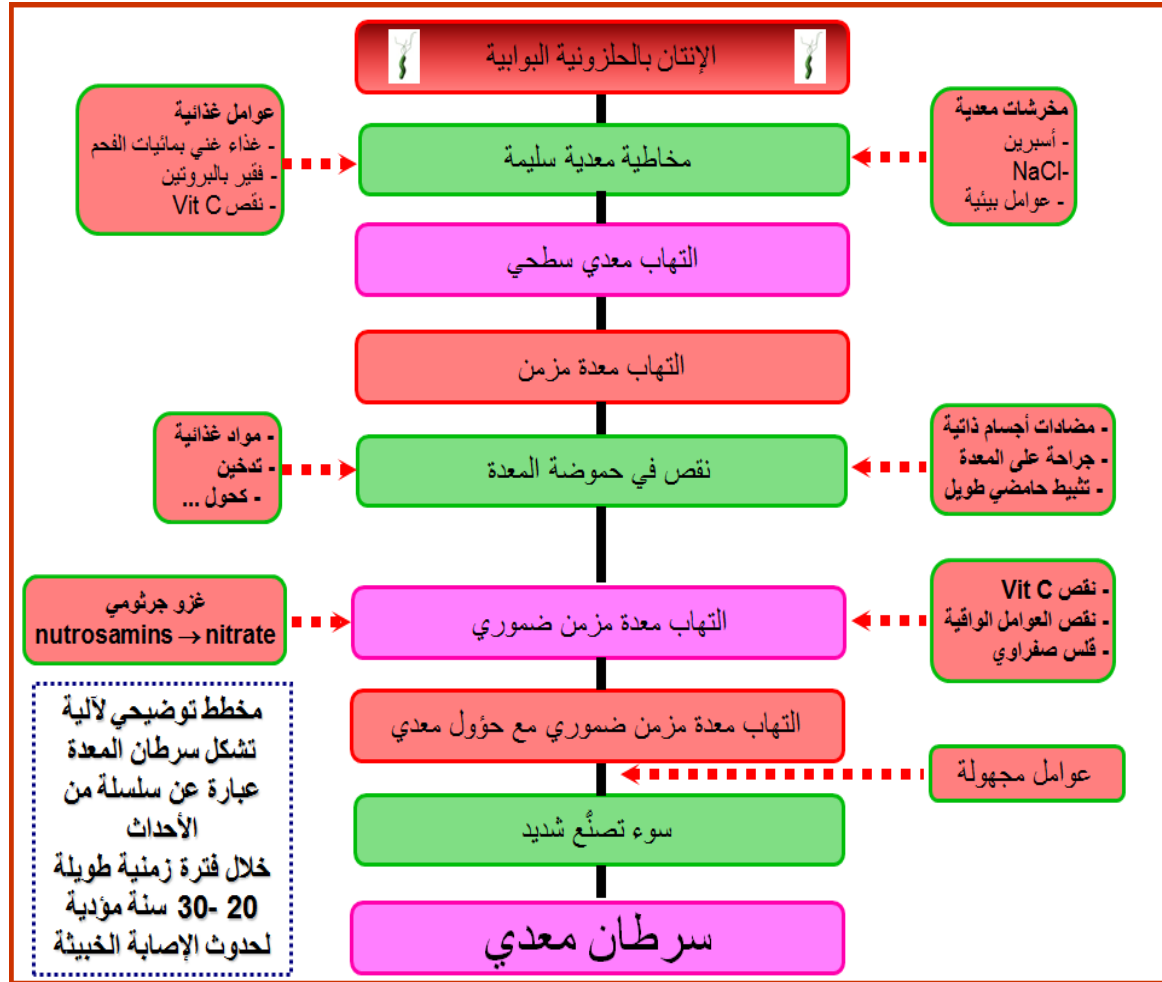 الإنتان بالحلزونية البوابية
عوامل غذائية
- غذاء غني بمائيات الفحم
- فقير بالبروتين
- نقص Vit C
مخاطية معدية سليمة
مخرشات معدية
- أسبرين
-NaCl
- عوامل بيئية
التهاب معدي سطحي
التهاب معدة مزمن
- مواد غذائية
- تدخين
- كحول ...
نقص في حموضة المعدة
- مضادات أجسام ذاتية
- جراحة على المعدة
- تثبيط حامضي طويل
غزو جرثومي
nutrosamins → nitrate
التهاب معدة مزمن ضموري
- نقص Vit C
- نقص العوامل الواقية
- قلس صفراوي
التهاب معدة مزمن ضموري مع حؤول معدي
عوامل مجهولة
سوء تصنُّع شديد
سرطان معدي
مخطط توضيحي لآلية
تشكل سرطان المعدة
عبارة عن سلسلة من
الأحداث
خلال فترة زمنية طويلة
20 -30 سنة مؤدية
لحدوث الإصابة الخبيثة